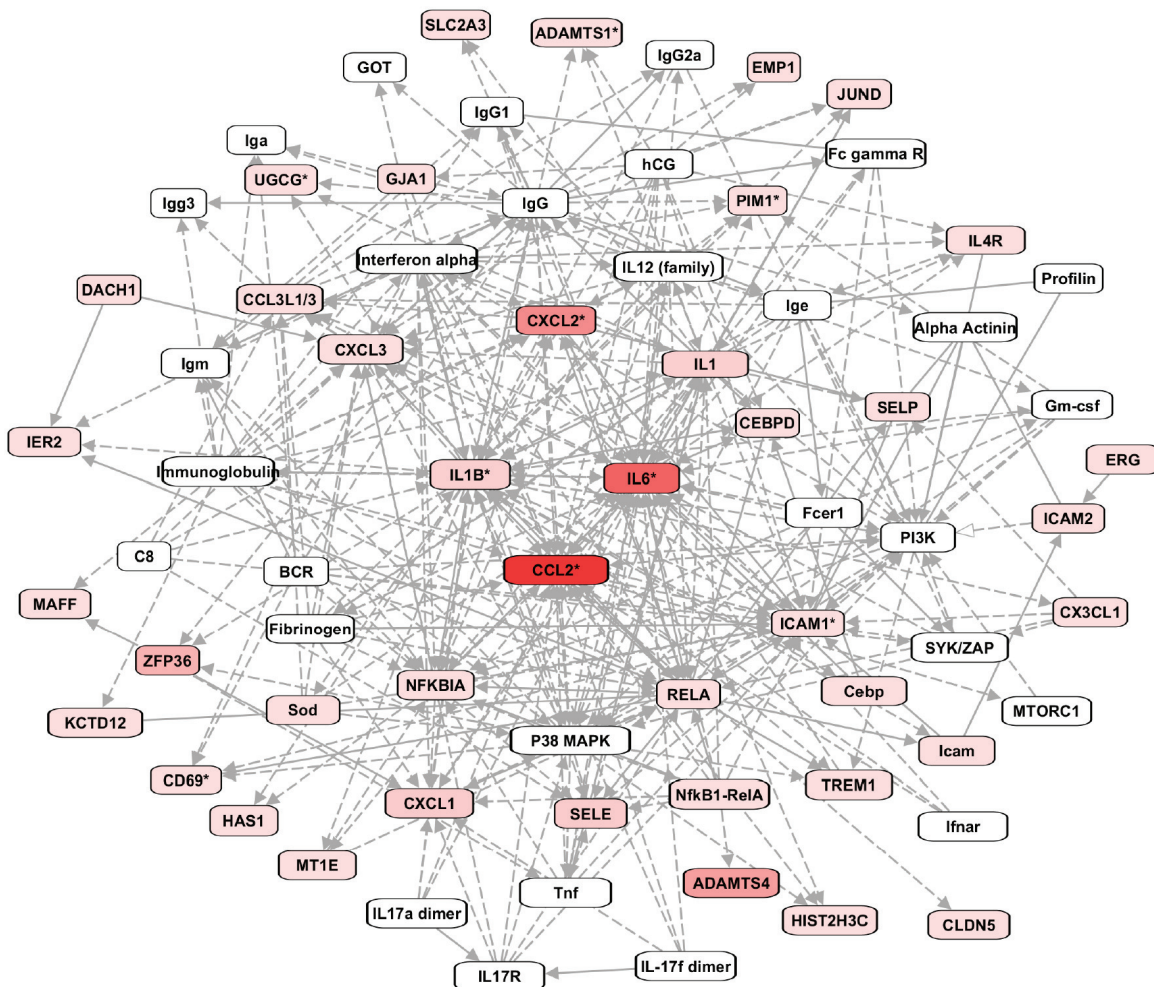 SLC2A3
ADAMTS1*
IgG2a
GOT
EMP1
JUND
IgG1
Iga
Fc gamma R
hCG
UGCG*
GJA1
Igg3
IgG
PIM1*
IL4R
Interferon alpha
IL12 (family)
Profilin
DACH1
CCL3L1/3
Ige
CXCL2*
Alpha Actinin
CXCL3
Igm
IL1
SELP
Gm-csf
CEBPD
IER2
Immunoglobulin
IL1B*
IL6*
ERG
Fcer1
ICAM2
PI3K
C8
BCR
CCL2*
MAFF
Fibrinogen
ICAM1*
CX3CL1
ZFP36
SYK/ZAP
NFKBIA
RELA
Cebp
KCTD12
Sod
MTORC1
P38 MAPK
Icam
CD69*
CXCL1
NfkB1-RelA
TREM1
HAS1
SELE
Ifnar
MT1E
ADAMTS4
Tnf
IL17a dimer
HIST2H3C
CLDN5
IL17R
IL-17f dimer